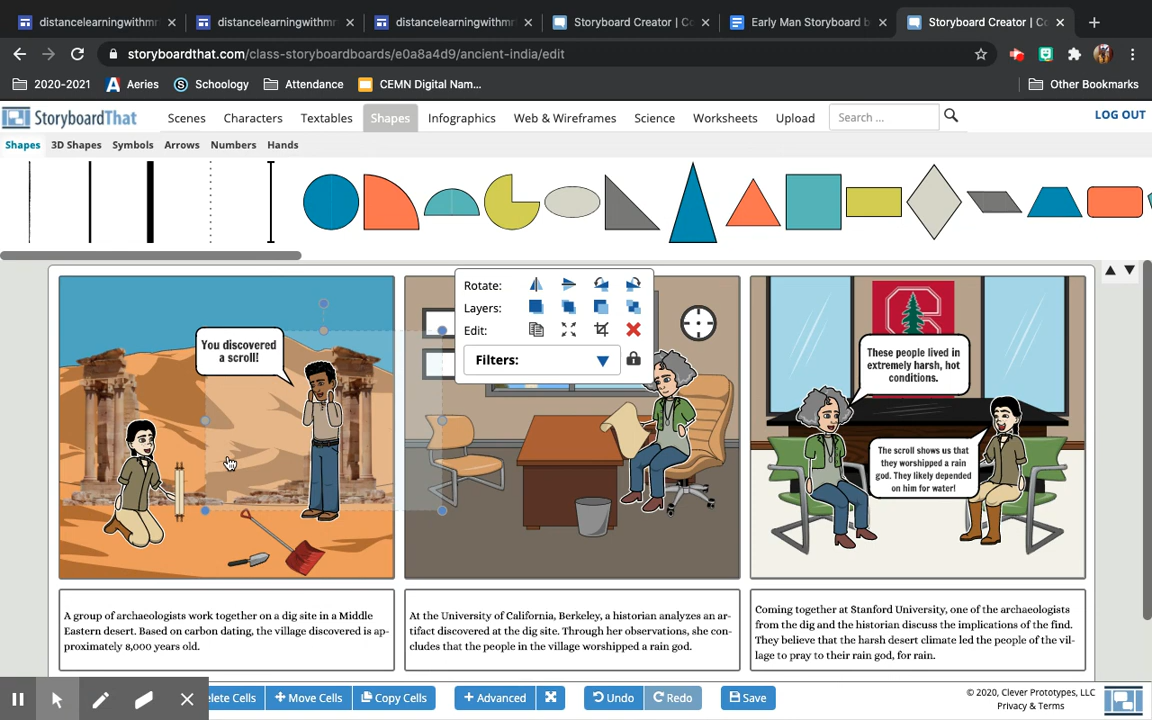 distancelearningwithmr
distancelearningwithmr
distancelearningwithmr
Storyboard Creator | Co
Early Man Storyboard b
Storyboard Creator | Co
storyboardthat.com/class-storyboardboards/e0a8a4d9/ancient-india/edit
2020-2021
Aeries
Schoology
Attendance
CEMN Digital Nam...
Other Bookmarks
StoryboardThat
Scenes
Characters
Textables
Shapes
Infographics
Web & Wireframes
Science
Worksheets
Upload
Search ...
LOG OUT
Shapes
3D Shapes
Symbols
Arrows
Numbers
Hands
Rotate:
Layers:
Edit:
Filters:
You discovered
a scroll!
These people lived in
extremely harsh, hot
conditions.
The scroll shows us that
they worshipped a rain
god. They likely depended
on him for water!
A group of archaeologists work together on a dig site in a Middle
Eastern desert. Based on carbon dating, the village discovered is ap-
proximately 8,000 years old.
At the University of California, Berkeley, a historian analyzes an ar-
tifact discovered at the dig site. Through her observations, she con-
cludes that the people in the village worshipped a rain god.
Coming together at Stanford University, one of the archaeologists
from the dig and the historian discuss the implications of the find.
They believe that the harsh desert climate led the people of the vil-
lage to pray to their rain god, for rain.
elete Cells
Move Cells
Copy Cells
+ Advanced
Undo
Redo
Save
© 2020, Clever Prototypes, LLC
Privacy & Terms